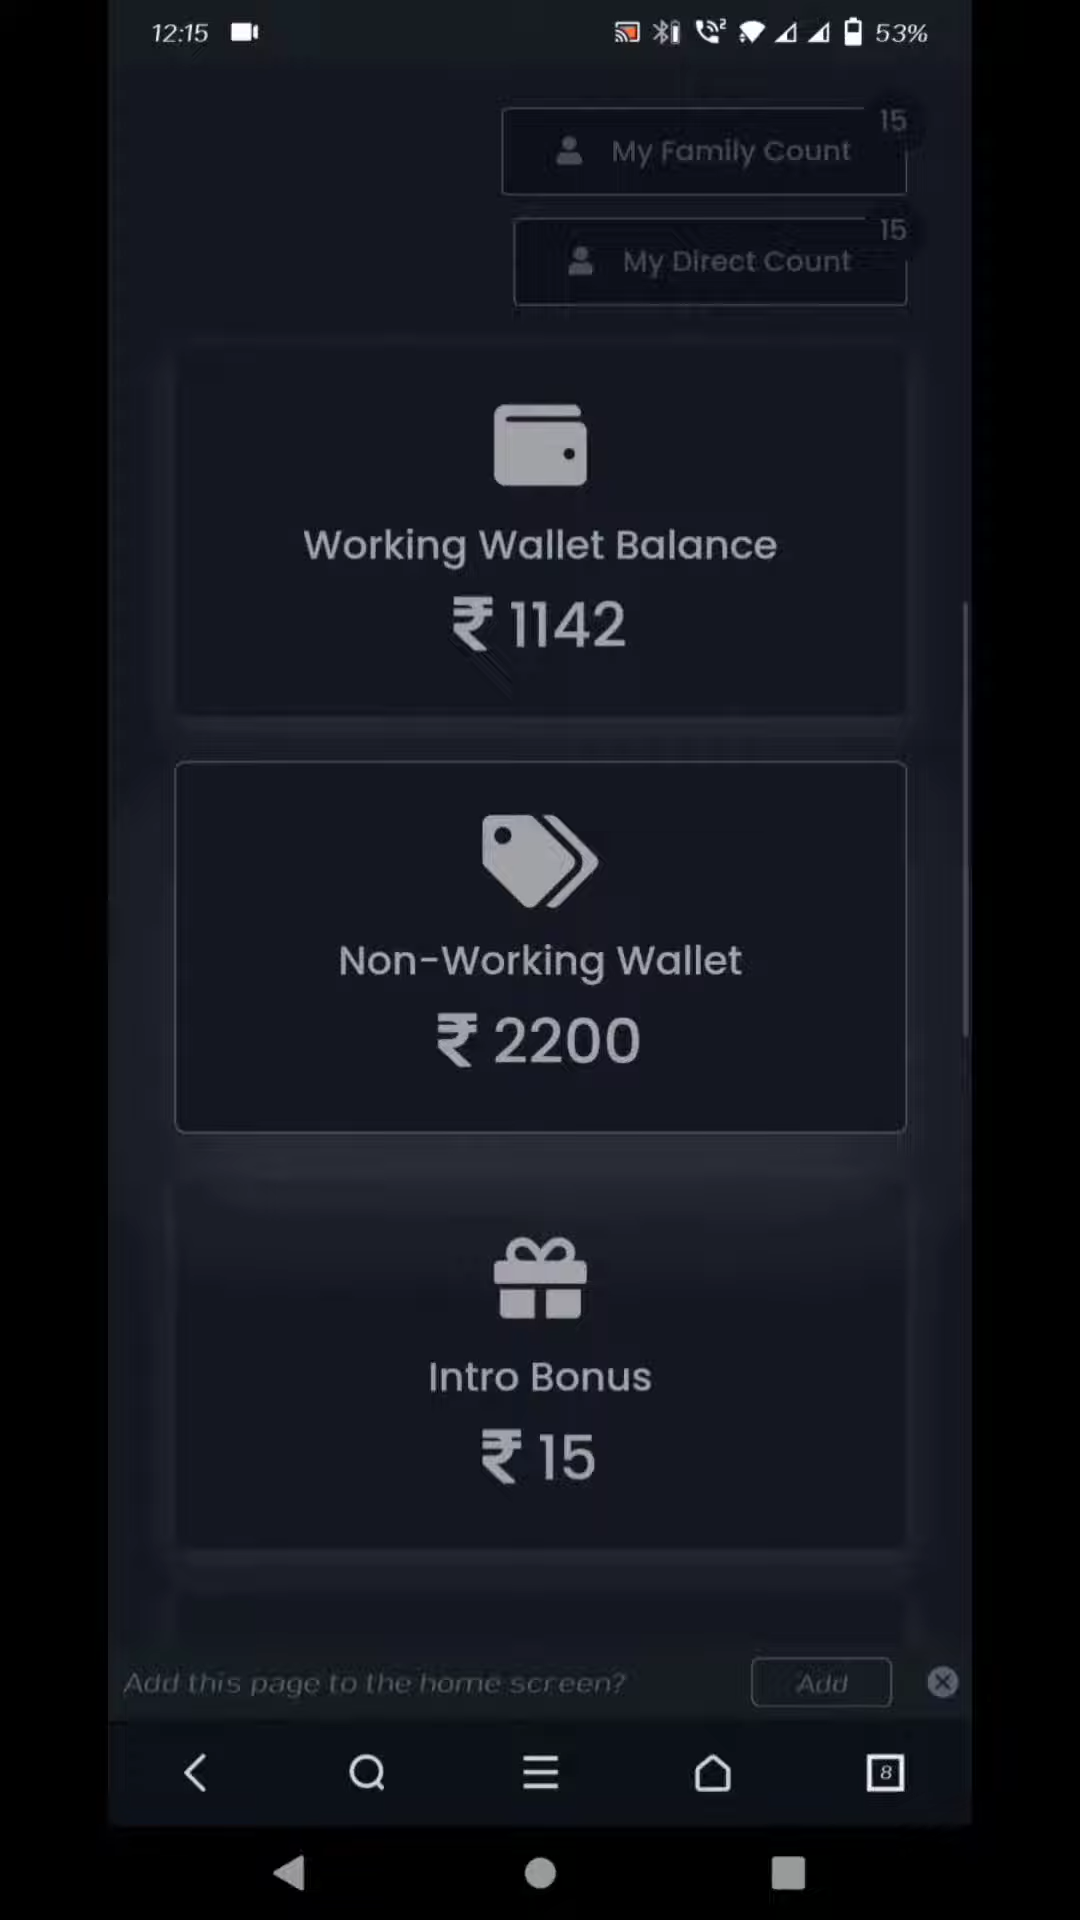 12:15
53%
15
My Family Count
15
My Direct Count
Working Wallet Balance
₹ 1142
Non-Working Wallet
₹ 2200
Intro Bonus
₹ 15
Add this page to the home screen?
Add
8